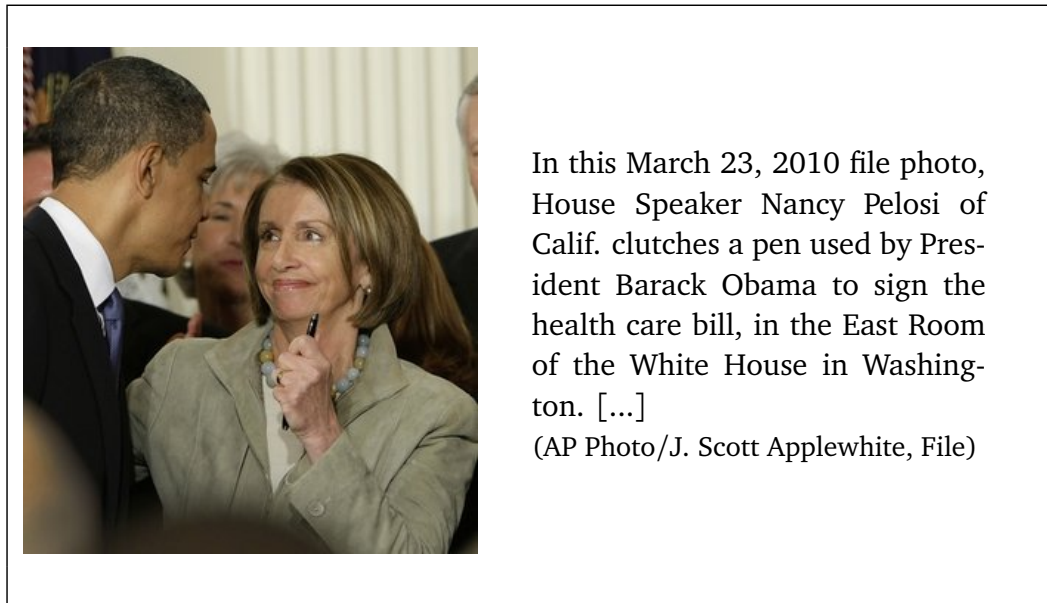 In this March 23, 2010 file photo,
House Speaker Nancy Pelosi of
Calif. clutches a pen used by Pres-
ident Barack Obama to sign the
health care bill, in the East Room
of the White House in Washing-
ton. [...]
(AP Photo/J. Scott Applewhite, File)